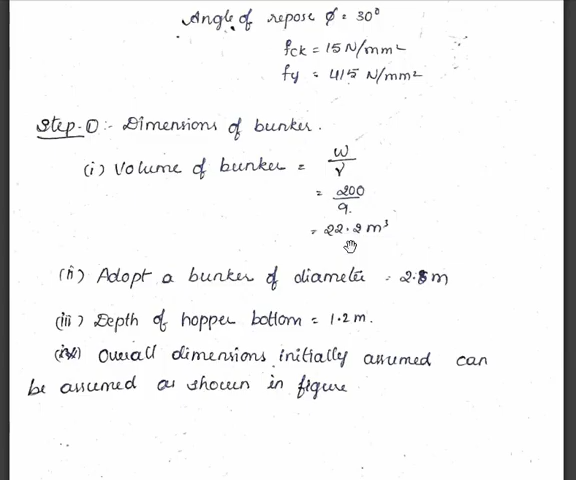 Angle of repose φ = 30°
fck = 15 N/mm²
fy = 415 N/mm²
Step-①:- Dimensions of bunker.
(i) Volume of bunker = W/γ
= 200/9.
= 22.2 m³
(ii) Adopt a bunker of diameter = m
(iii) Depth of hopper bottom = 1.2 m.
(iv) Overall dimensions initially assumed can
be assumed as shown in figure